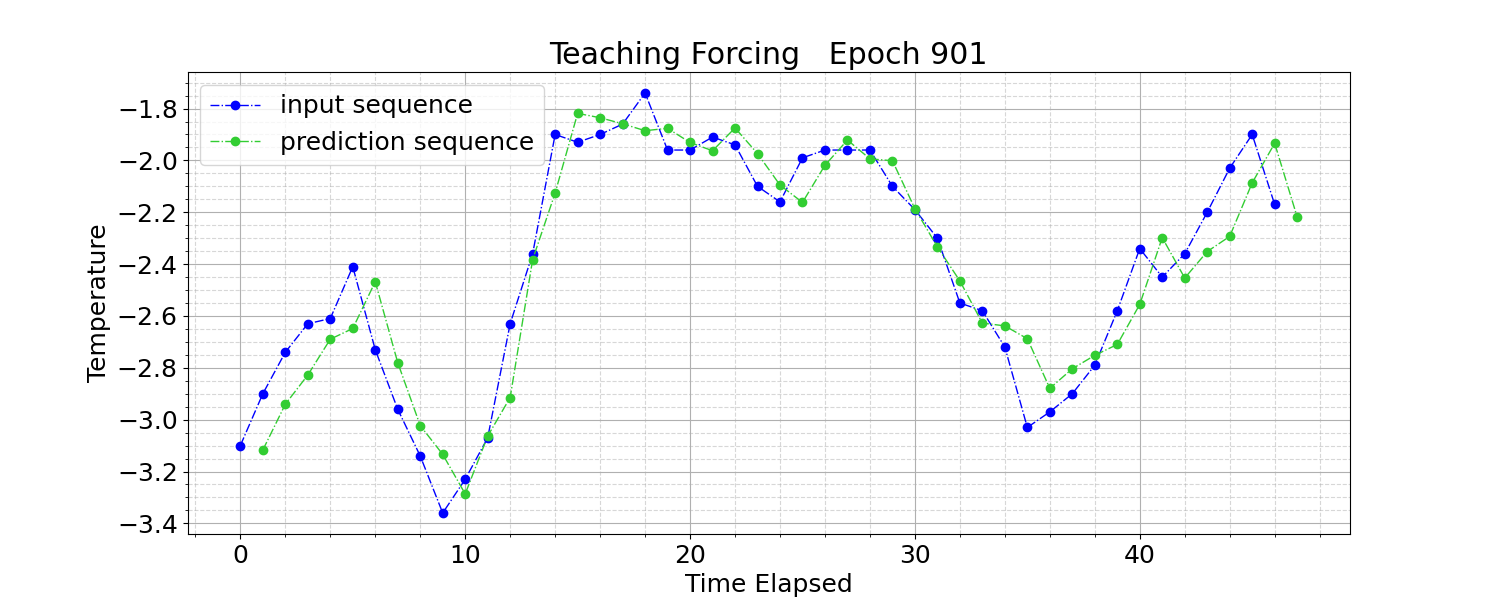 Teaching Forcing   Epoch 901
input sequence
prediction sequence
Temperature
−1.8
−2.0
−2.2
−2.4
−2.6
−2.8
−3.0
−3.2
−3.4
0 10 20 30 40
Time Elapsed